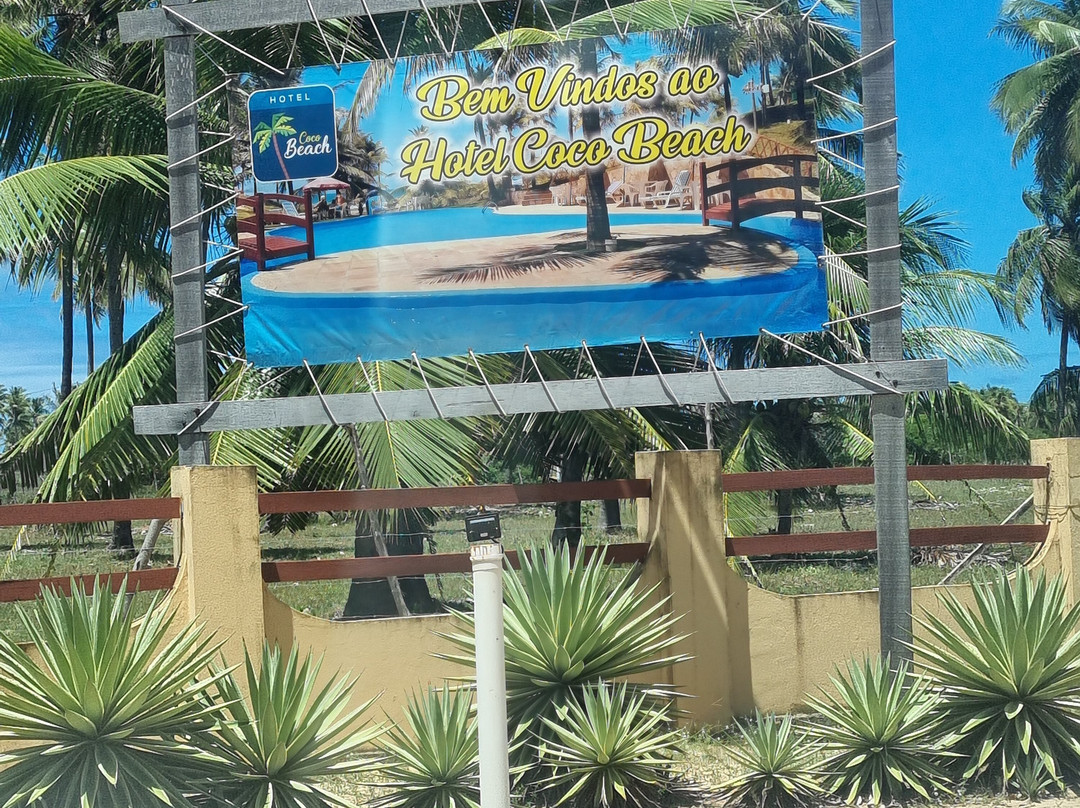 HOTEL
Coco
Beach
Bem Vindos ao
Hotel Coco Beach